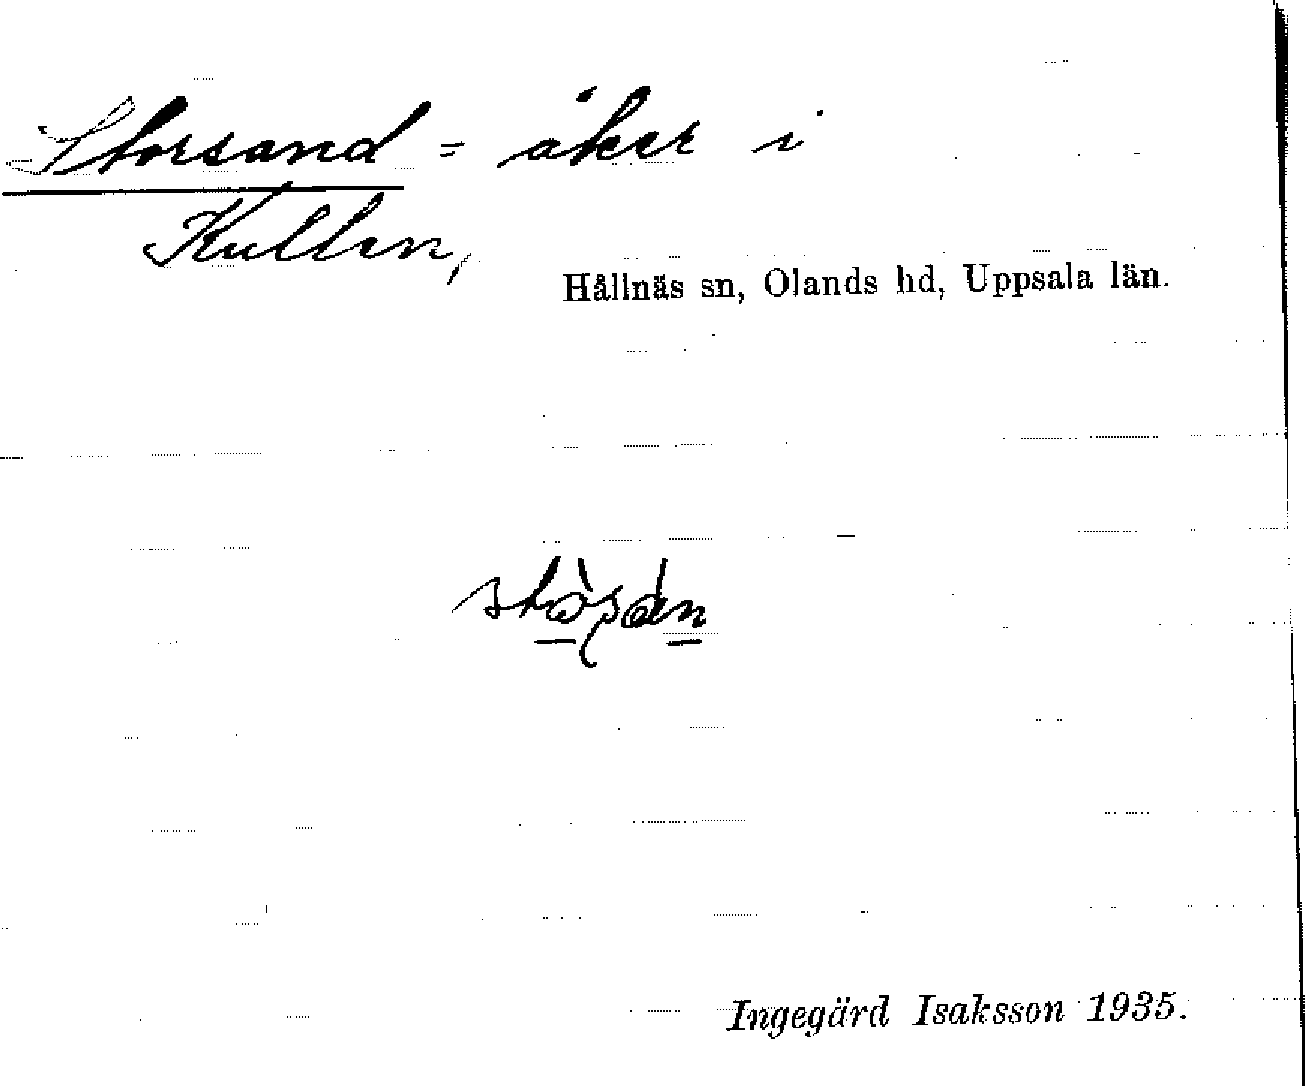 Storsand = åker i
Kullen,
Hållnäs sn, Olands hd, Uppsala län.
Ingegärd Isaksson 1935.